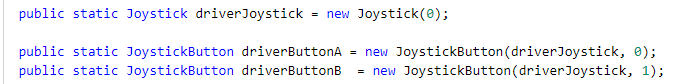 public static Joystick driverJoystick = new Joystick(0);
public static JoystickButton driverButtonA = new JoystickButton(driverJoystick, 0);
public static JoystickButton driverButtonB  = new JoystickButton(driverJoystick, 1);